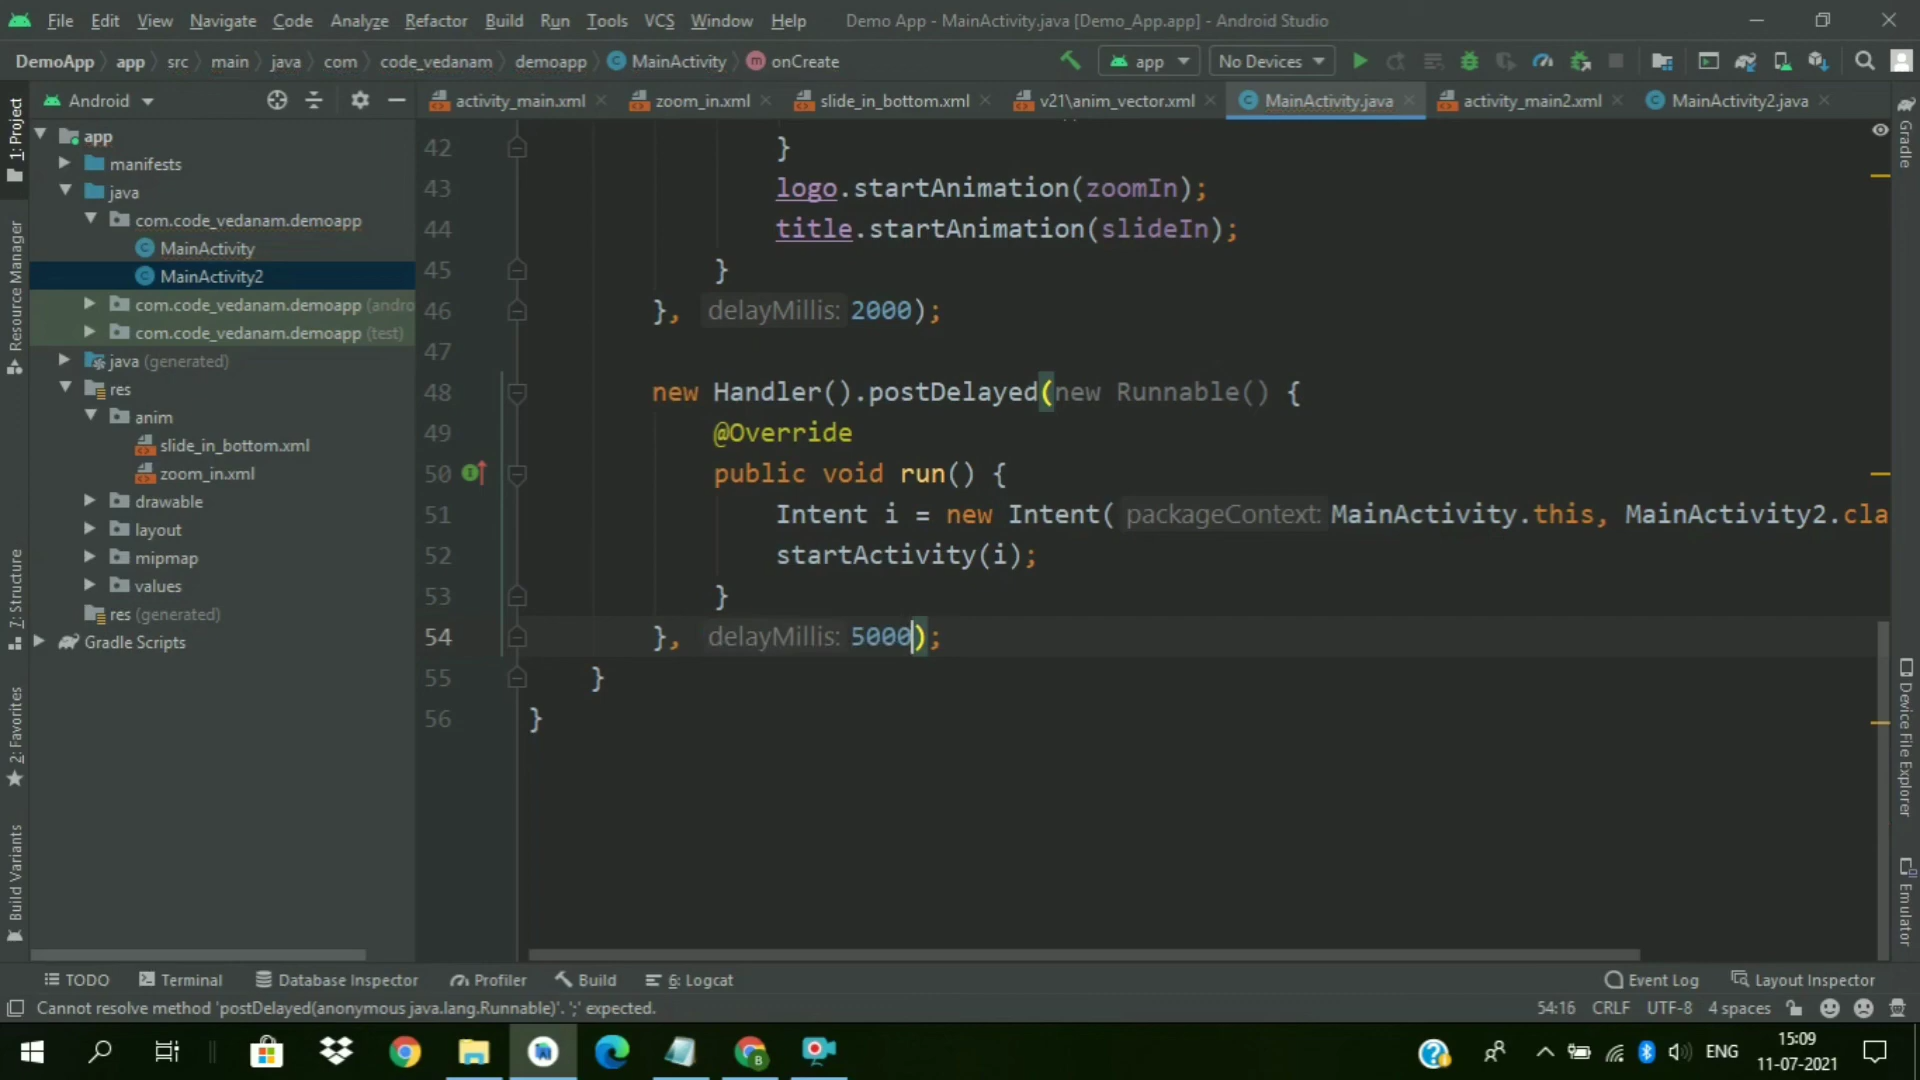 File Edit View Navigate Code Analyze Refactor Build Run Tools VCS Window Help Demo App - MainActivity.java [Demo_App.app] - Android Studio
DemoApp app src main java com code_vedanam demoapp MainActivity onCreate app No Devices
Android activity_main.xml zoom_in.xml slide_in_bottom.xml v21\anim_vector.xml MainActivity.java activity_main2.xml MainActivity2.java
1: Project
Resource Manager
7: Structure
2: Favorites
Build Variants
app
manifests
java
com.code_vedanam.demoapp
MainActivity
MainActivity2
com.code_vedanam.demoapp (andro
com.code_vedanam.demoapp (test)
java (generated)
res
anim
slide_in_bottom.xml
zoom_in.xml
drawable
layout
mipmap
values
res (generated)
Gradle Scripts
42 }
43 logo.startAnimation(zoomIn);
44 title.startAnimation(slideIn);
45 }
46 }, delayMillis: 2000);
47
48 new Handler().postDelayed(new Runnable() {
49 @Override
50 public void run() {
51 Intent i = new Intent( packageContext: MainActivity.this, MainActivity2.cla
52 startActivity(i);
53 }
54 }, delayMillis: 5000);
55 }
56 }
Gradle
Device File Explorer
Emulator
TODO Terminal Database Inspector Profiler Build 6: Logcat Event Log Layout Inspector
Cannot resolve method 'postDelayed(anonymous java.lang.Runnable)'. ';' expected. 54:16 CRLF UTF-8 4 spaces
ENG 15:09
11-07-2021